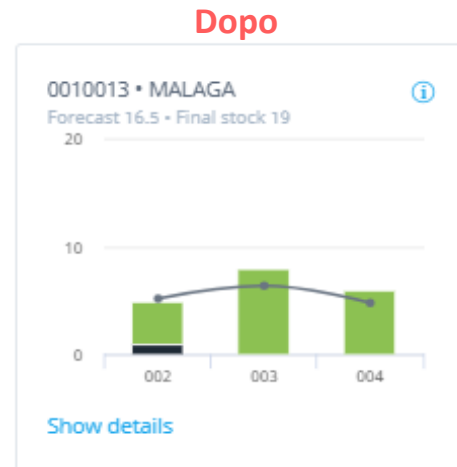 Dopo
0010013 • MALAGA
Forecast 16.5 • Final stock 19
20
10
0
002 003 004
Show details